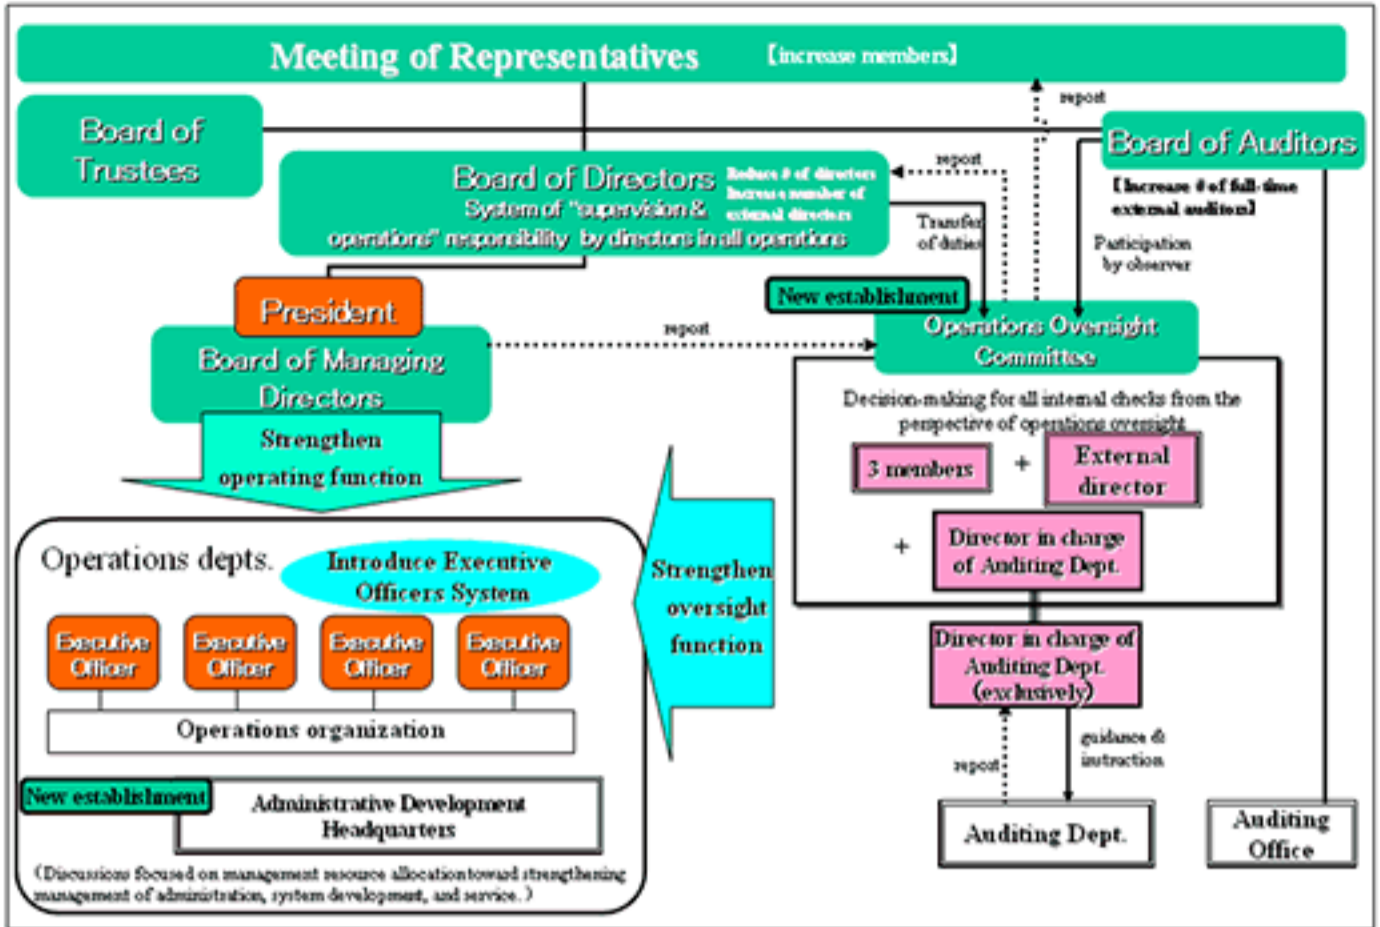 Meeting of Representatives 【increase members】
report
Board of
Trustees
Board of Auditors
【Increase # of full-time
external auditors】
Board of Directors
Reduce # of directors
Increase number of
external directors
System of "supervision &
operations" responsibility by directors in all operations
report
Transfer
of duties
Participation
by observer
President
Board of Managing
Directors
report
New establishment
Operations Oversight
Committee
Decision-making for all internal checks from the
perspective of operations oversight
3 members
+
External
director
+
Director in charge
of Auditing Dept.
Strengthen
operating function
Strengthen
oversight
function
Operations depts.
Introduce Executive
Officers System
Executive
Officer
Executive
Officer
Executive
Officer
Executive
Officer
Operations organization
New establishment
Administrative Development
Headquarters
(Discussions focused on management resource allocation toward strengthening
management of administration, system development, and service.)
Director in charge of
Auditing Dept.
(exclusively)
report
guidance &
instruction
Auditing Dept.
Auditing
Office